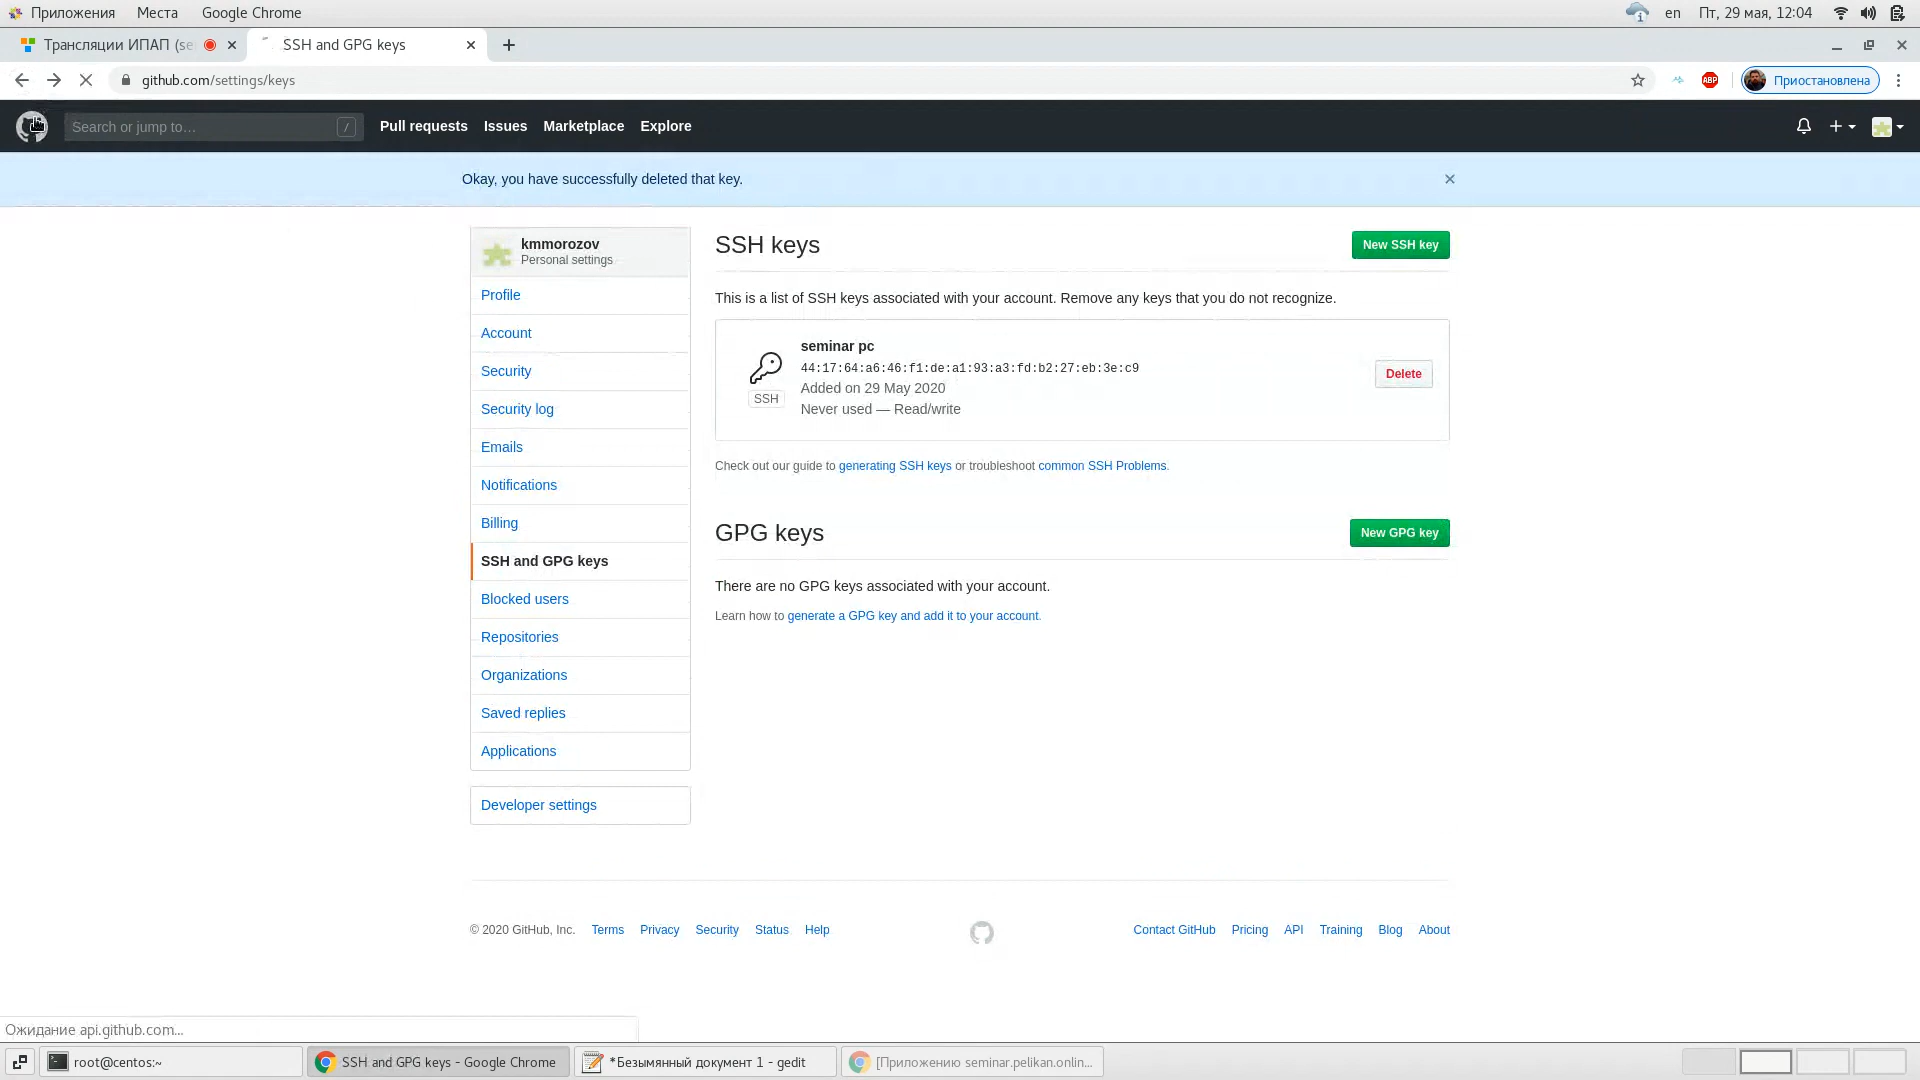 Приложения Места Google Chrome en Пт, 29 мая, 12:04
Трансляции ИПАП (se SSH and GPG keys
github.com/settings/keys ABP Приостановлена
Search or jump to… / Pull requests Issues Marketplace Explore
Okay, you have successfully deleted that key.
kmmorozov
Personal settings
Profile
Account
Security
Security log
Emails
Notifications
Billing
SSH and GPG keys
Blocked users
Repositories
Organizations
Saved replies
Applications
Developer settings
SSH keys New SSH key
This is a list of SSH keys associated with your account. Remove any keys that you do not recognize.
seminar pc
44:17:64:a6:46:f1:de:a1:93:a3:fd:b2:27:eb:3e:c9
Added on 29 May 2020
Never used — Read/write
SSH
Delete
Check out our guide to generating SSH keys or troubleshoot common SSH Problems.
GPG keys New GPG key
There are no GPG keys associated with your account.
Learn how to generate a GPG key and add it to your account.
© 2020 GitHub, Inc. Terms Privacy Security Status Help Contact GitHub Pricing API Training Blog About
Ожидание api.github.com...
root@centos:~ SSH and GPG keys - Google Chrome *Безымянный документ 1 - gedit [Приложению seminar.pelikan.onlin...